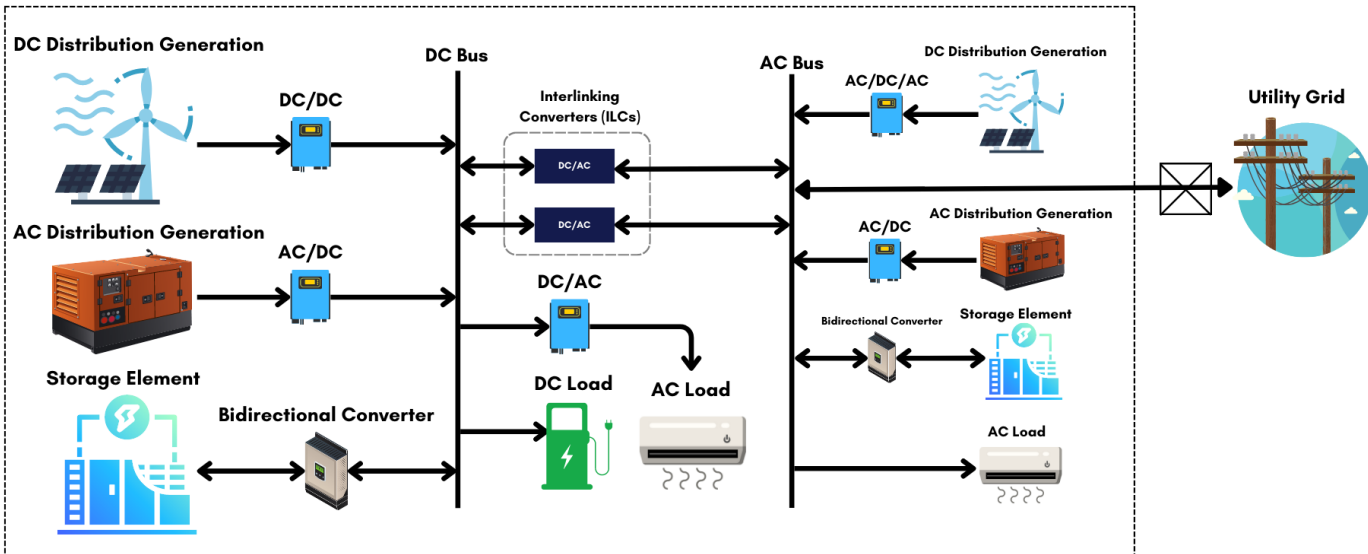 DC Distribution Generation
DC/DC
DC Bus
Interlinking
Converters (ILCs)
DC/AC
DC/AC
AC Bus
DC Distribution Generation
AC/DC/AC
Utility Grid
AC Distribution Generation
AC/DC
DC/AC
AC Distribution Generation
AC/DC
Storage Element
Bidirectional Converter
DC Load
AC Load
Bidirectional Converter
Storage Element
AC Load